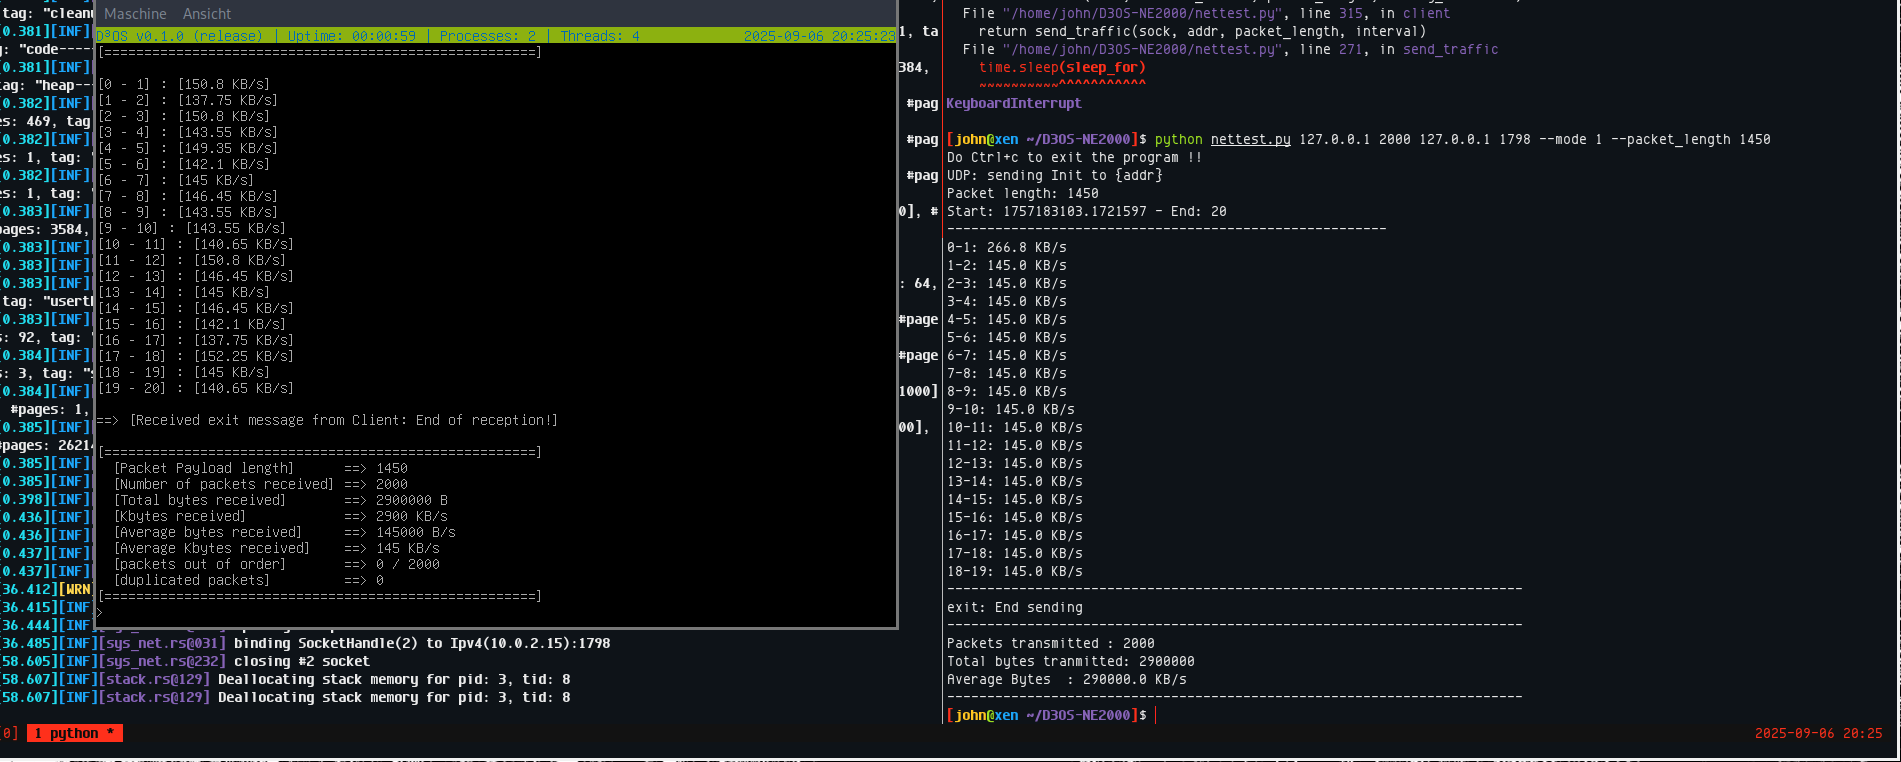 Maschine Ansicht
D³OS v0.1.0 (release) | Uptime: 00:00:59 | Processes: 2 | Threads: 4 2025-09-06 20:25:23
[======================================================]
[0 - 1] : [150.8 KB/s]
[1 - 2] : [137.75 KB/s]
[2 - 3] : [150.8 KB/s]
[3 - 4] : [143.55 KB/s]
[4 - 5] : [149.35 KB/s]
[5 - 6] : [142.1 KB/s]
[6 - 7] : [145 KB/s]
[7 - 8] : [146.45 KB/s]
[8 - 9] : [143.55 KB/s]
[9 - 10] : [143.55 KB/s]
[10 - 11] : [140.65 KB/s]
[11 - 12] : [150.8 KB/s]
[12 - 13] : [146.45 KB/s]
[13 - 14] : [145 KB/s]
[14 - 15] : [146.45 KB/s]
[15 - 16] : [142.1 KB/s]
[16 - 17] : [137.75 KB/s]
[17 - 18] : [152.25 KB/s]
[18 - 19] : [145 KB/s]
[19 - 20] : [140.65 KB/s]
==> [Received exit message from Client: End of reception!]
[======================================================]
[Packet Payload length] ==> 1450
[Number of packets received] ==> 2000
[Total bytes received] ==> 2900000 B
[Kbytes received] ==> 2900 KB/s
[Average bytes received] ==> 145000 B/s
[Average Kbytes received] ==> 145 KB/s
[packets out of order] ==> 0 / 2000
[duplicated packets] ==> 0
[======================================================]
>
tag: "clean
0.381][INF]
g: "code----
0.381][INF]
ag: "heap--
0.382][INF]
es: 469, tag
0.382][INF]
es: 1, tag: "
0.382][INF]
s: 1, tag: "
0.383][INF]
pages: 3584,
0.383][INF]
0.383][INF]
0.383][INF]
tag: "userth
0.383][INF]
s: 92, tag:
0.384][INF]
s: 3, tag: "s
0.384][INF]
#pages: 1,
0.385][INF]
#pages: 26214
0.385][INF]
0.385][INF]
0.398][INF]
0.436][INF]
0.436][INF]
0.437][INF]
0.437][INF]
36.412][WRN]
36.415][INF]
36.444][INF]
36.485][INF][sys_net.rs@031] binding SocketHandle(2) to Ipv4(10.0.2.15):1798
58.605][INF][sys_net.rs@232] closing #2 socket
58.607][INF][stack.rs@129] Deallocating stack memory for pid: 3, tid: 8
58.607][INF][stack.rs@129] Deallocating stack memory for pid: 3, tid: 8
1, ta
384,
#pag
#pag
#pag
0], #
: 64,
#page
#page
1000]
00],
File "/home/john/D3OS-NE2000/nettest.py", line 315, in client
return send_traffic(sock, addr, packet_length, interval)
File "/home/john/D3OS-NE2000/nettest.py", line 271, in send_traffic
time.sleep(sleep_for)
~~~~~~~~~~^^^^^^^^^^^
KeyboardInterrupt
[john@xen ~/D3OS-NE2000]$ python nettest.py 127.0.0.1 2000 127.0.0.1 1798 --mode 1 --packet_length 1450
Do Ctrl+c to exit the program !!
UDP: sending Init to {addr}
Packet length: 1450
Start: 1757183103.1721597 - End: 20
-------------------------------------------------------
0-1: 266.8 KB/s
1-2: 145.0 KB/s
2-3: 145.0 KB/s
3-4: 145.0 KB/s
4-5: 145.0 KB/s
5-6: 145.0 KB/s
6-7: 145.0 KB/s
7-8: 145.0 KB/s
8-9: 145.0 KB/s
9-10: 145.0 KB/s
10-11: 145.0 KB/s
11-12: 145.0 KB/s
12-13: 145.0 KB/s
13-14: 145.0 KB/s
14-15: 145.0 KB/s
15-16: 145.0 KB/s
16-17: 145.0 KB/s
17-18: 145.0 KB/s
18-19: 145.0 KB/s
------------------------------------------------------------------------
exit: End sending
------------------------------------------------------------------------
Packets transmitted : 2000
Total bytes tranmitted: 2900000
Average Bytes : 290000.0 KB/s
------------------------------------------------------------------------
[john@xen ~/D3OS-NE2000]$
0] 1 python * 2025-09-06 20:25